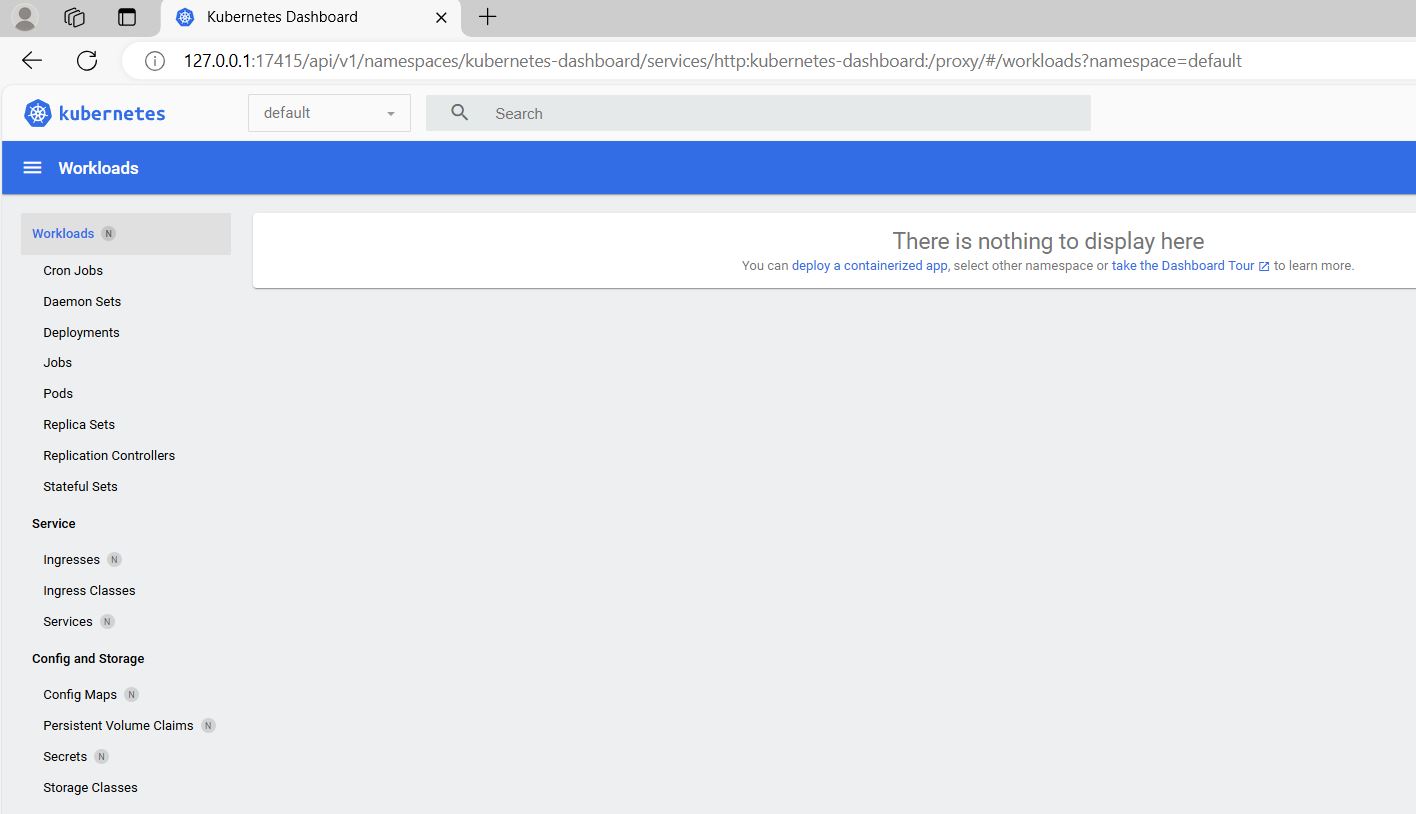 Kubernetes Dashboard
127.0.0.1:17415/api/v1/namespaces/kubernetes-dashboard/services/http:kubernetes-dashboard:/proxy/#/workloads?namespace=default
kubernetes
default
Search
Workloads
Workloads N
There is nothing to display here
You can deploy a containerized app, select other namespace or take the Dashboard Tour to learn more.
Cron Jobs
Daemon Sets
Deployments
Jobs
Pods
Replica Sets
Replication Controllers
Stateful Sets
Service
Ingresses N
Ingress Classes
Services N
Config and Storage
Config Maps N
Persistent Volume Claims N
Secrets N
Storage Classes